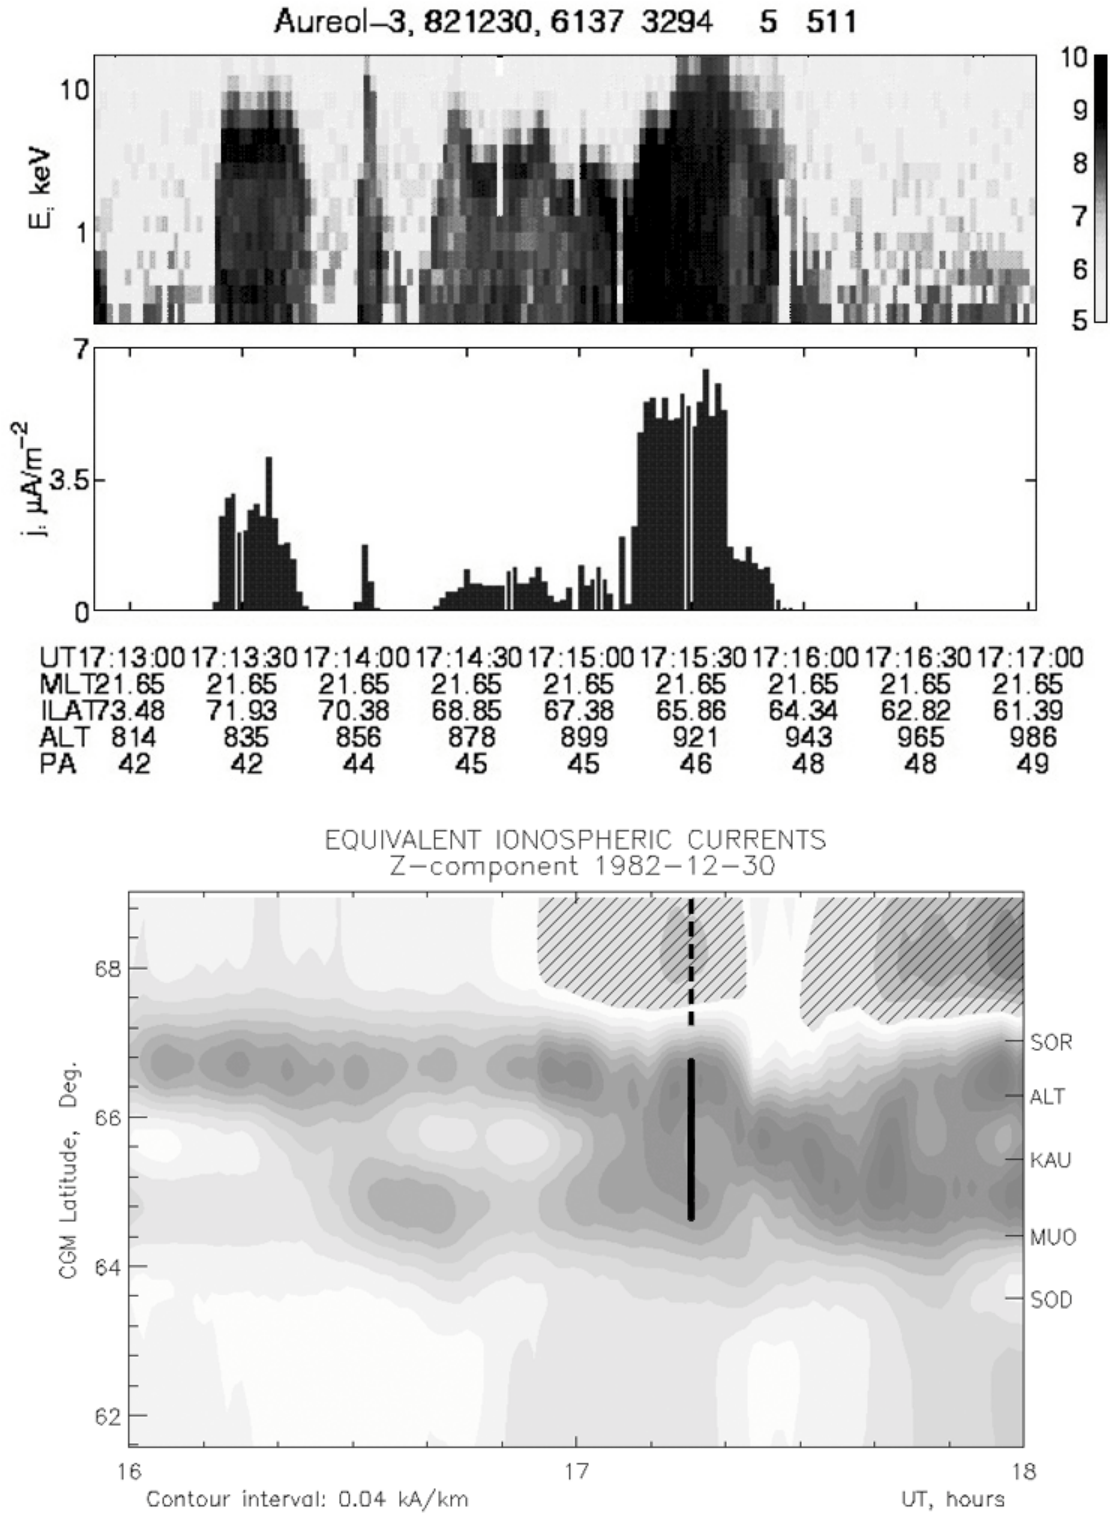 Aureol-3, 821230, 6137 3294 5 511
10
1
E, keV
10
9
8
7
6
5
7
3.5
0
j, μA/m−2
UT 17:13:00 17:13:30 17:14:00 17:14:30 17:15:00 17:15:30 17:16:00 17:16:30 17:17:00
MLT 21.65 21.65 21.65 21.65 21.65 21.65 21.65 21.65 21.65
ILAT 73.48 71.93 70.38 68.85 67.38 65.86 64.34 62.82 61.39
ALT 814 835 856 878 899 921 943 965 986
PA 42 42 44 45 45 46 48 48 49
EQUIVALENT IONOSPHERIC CURRENTS
Z-component 1982-12-30
68
66
64
62
CGM Latitude, Deg.
SOR
ALT
KAU
MUO
SOD
16 17 18
Contour interval: 0.04 kA/km UT, hours